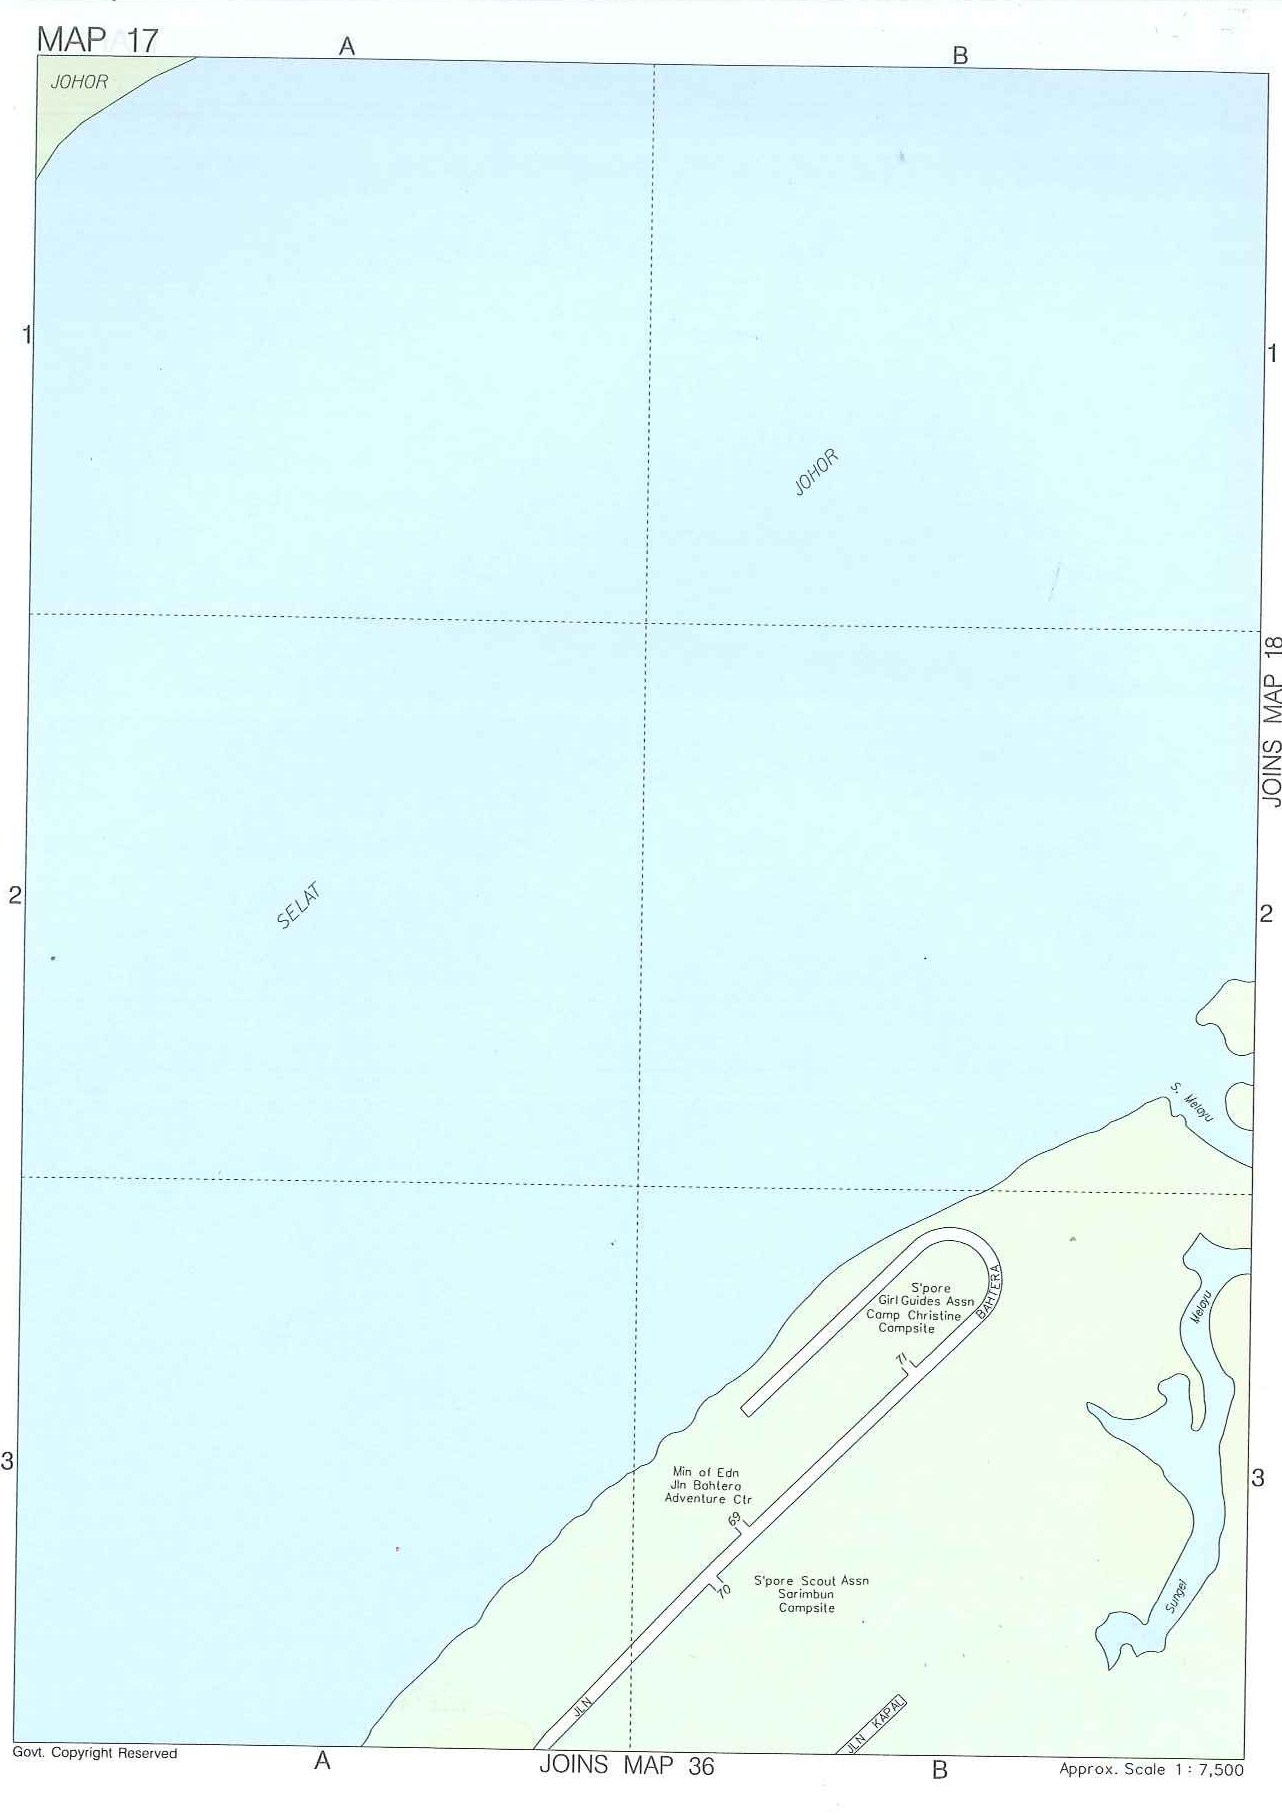 MAP 17
A
B
JOHOR
1
1
JOHOR
JOINS MAP 18
2
2
SELAT
S. Melayu
S'pore
Girl Guides Assn
Camp Christine
Campsite
BAHTERA
Melayu
71
3
3
Min of Edn
Jln Bahtera
Adventure Ctr
69
S'pore Scout Assn
Sarimbun
Campsite
70
Sungei
JLN
JLN KAPAL
Govt. Copyright Reserved
A
JOINS MAP 36
B
Approx. Scale 1 : 7,500